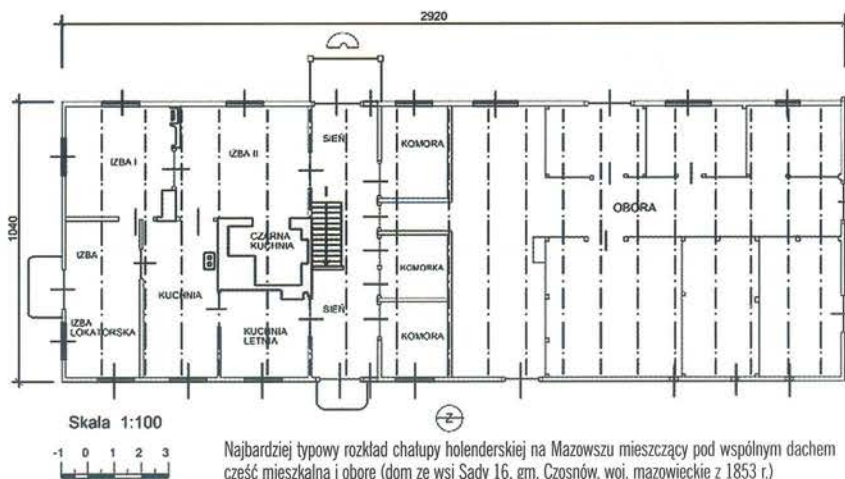 2920
1040
SIEŃ
KOMORA
IZBA I
IZBA II
OBORA
CZARNA
KUCHNIA
IZBA
KUCHNIA
KOMORKA
IZBA
LOKATORSKA
KUCHNIA
LETNIA
SIEŃ
KOMORA
Z
Skala 1:100
-1 0 1 2 3
Najbardziej typowy rozkład chałupy holenderskiej na Mazowszu mieszczący pod wspólnym dachem
część mieszkalną i oborę (dom ze wsi Sady 16, gm. Czosnów, woj. mazowieckie z 1853 r.)